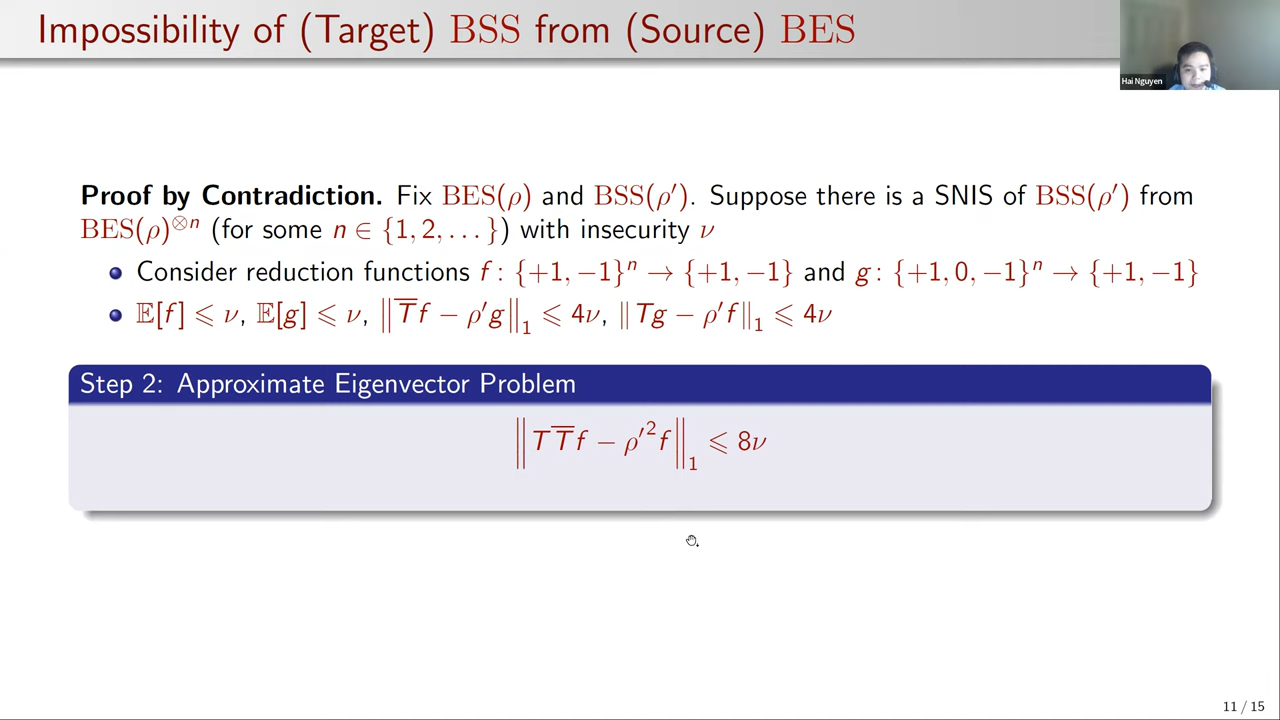 Impossibility of (Target) BSS from (Source) BES
Hai Nguyen
Proof by Contradiction. Fix BES(ρ) and BSS(ρ′). Suppose there is a SNIS of BSS(ρ′) from
BES(ρ)^{⊗n} (for some n ∈ {1, 2, . . . }) with insecurity ν
Consider reduction functions f : {+1, −1}^n → {+1, −1} and g : {+1, 0, −1}^n → {+1, −1}
𝔼[f] ⩽ ν, 𝔼[g] ⩽ ν, ‖T̅f − ρ′g‖₁ ⩽ 4ν, ‖Tg − ρ′f‖₁ ⩽ 4ν
Step 2: Approximate Eigenvector Problem
‖TT̅f − ρ′²f‖₁ ⩽ 8ν
11 / 15